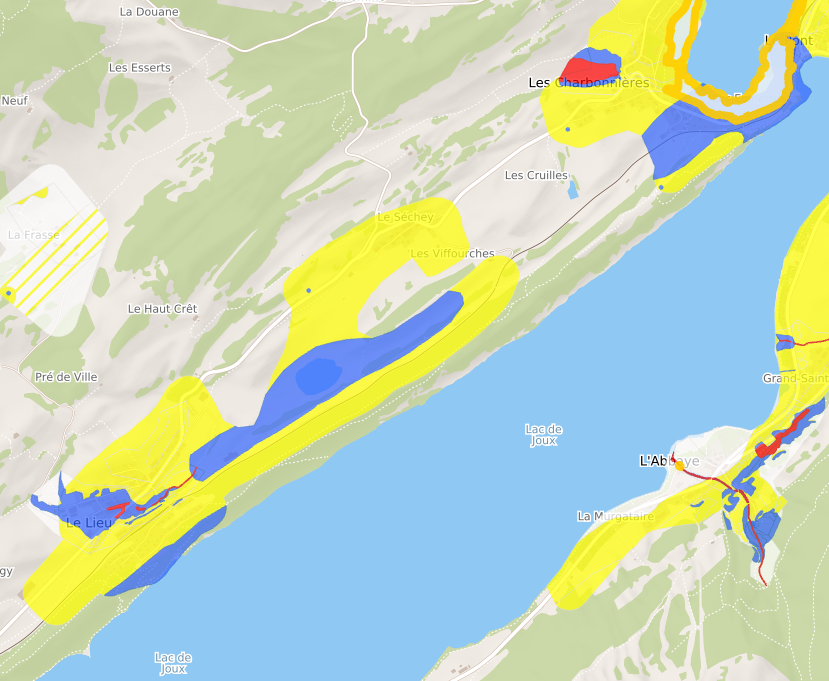 La Douane
Les Esserts
Neuf
Les Charbonnières
Les Cruilles
La Frasse
Le Séchey
Les Viffourches
Le Haut Crêt
Pré de Ville
Grand-Saint
Lac de
Joux
L'Abbaye
La Murgataire
Le Lieu
gy
Lac de
Joux